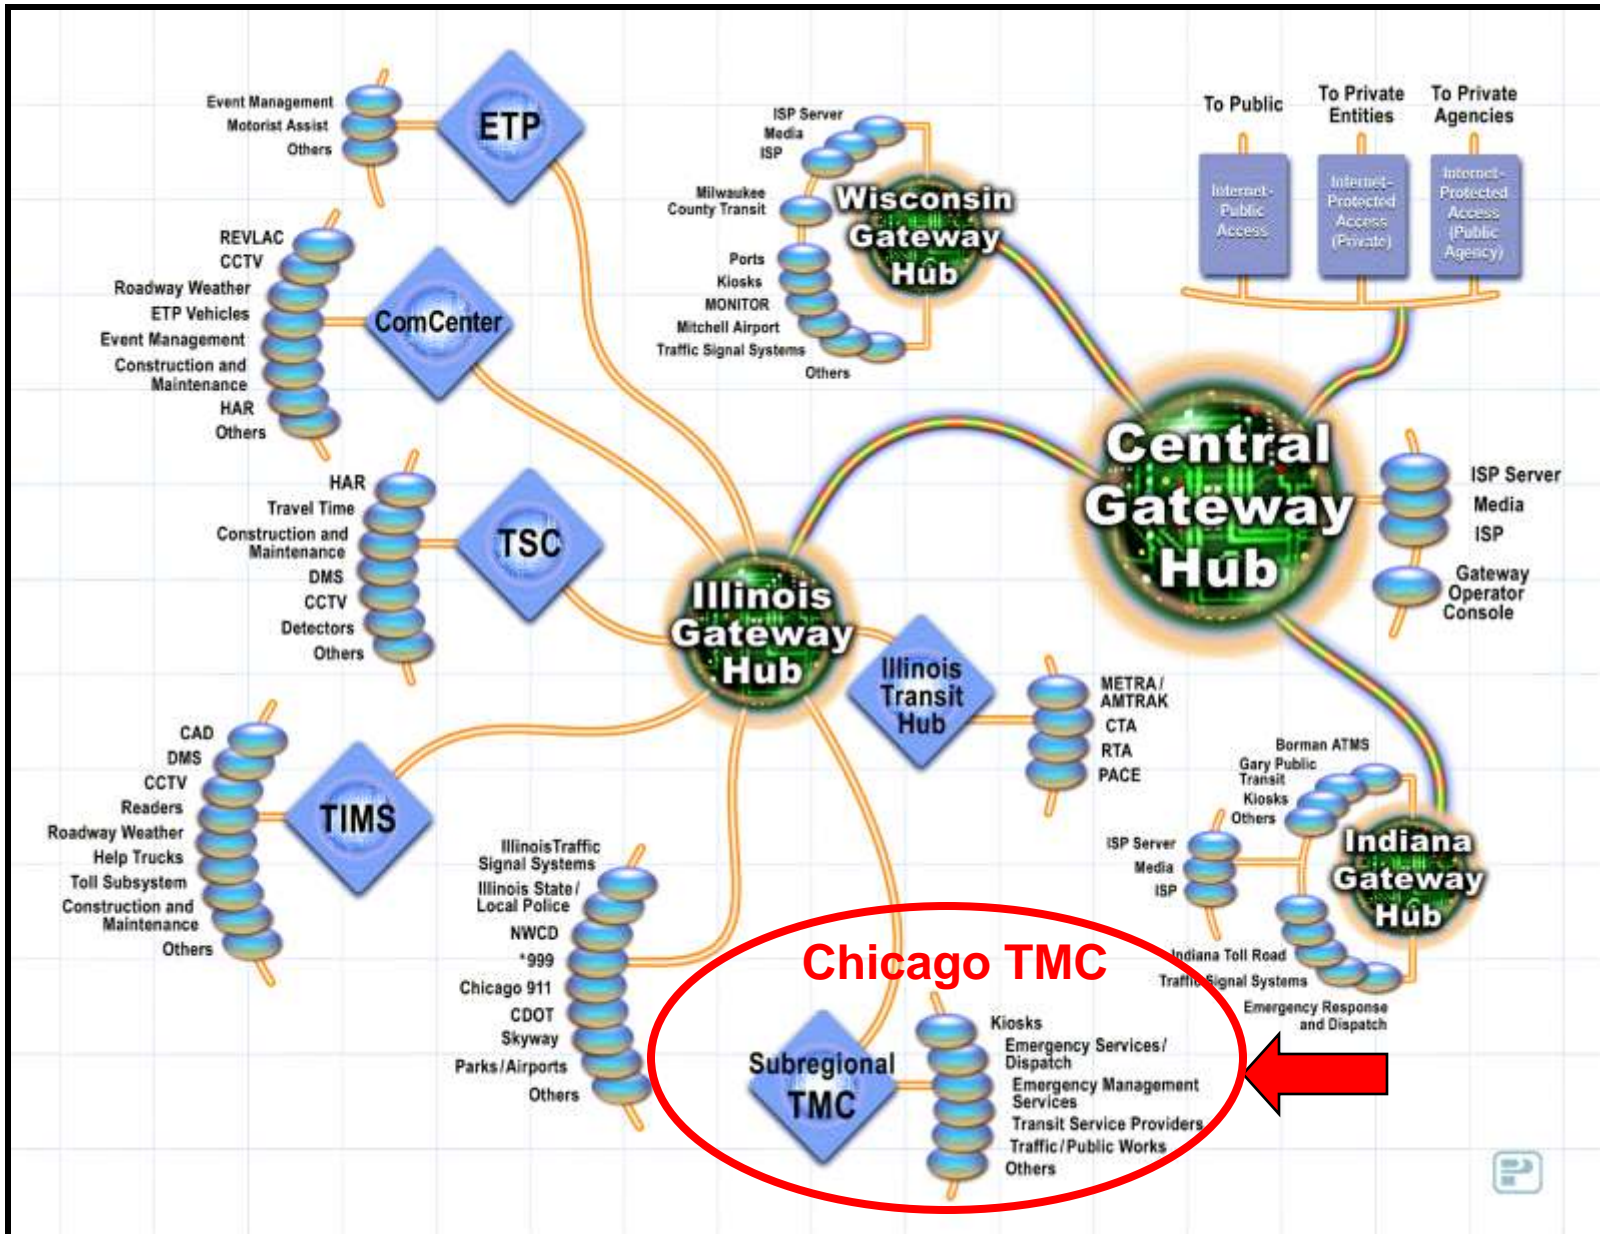 Event Management
Motorist Assist
Others
ETP
REVLAC
CCTV
Roadway Weather
ETP Vehicles
Event Management
Construction and
Maintenance
HAR
Others
ComCenter
HAR
Travel Time
Construction and
Maintenance
DMS
CCTV
Detectors
Others
TSC
CAD
DMS
CCTV
Readers
Roadway Weather
Help Trucks
Toll Subsystem
Construction and
Maintenance
Others
TIMS
ISP Server
Media
ISP
Milwaukee
County Transit
Ports
Kiosks
MONITOR
Mitchell Airport
Traffic Signal Systems
Others
Wisconsin
Gateway
Hub
To Public
To Private
Entities
To Private
Agencies
Internet-
Public
Access
Internet-
Protected
Access
(Private)
Internet-
Protected
Access
(Public
Agency)
Central
Gateway
Hub
ISP Server
Media
ISP
Gateway
Operator
Console
Illinois
Gateway
Hub
Illinois
Transit
Hub
METRA/
AMTRAK
CTA
RTA
PACE
IllinoisTraffic
Signal Systems
Illinois State/
Local Police
NWCD
*999
Chicago 911
CDOT
Skyway
Parks/Airports
Others
Borman ATMS
Gary Public
Transit
Kiosks
Others
ISP Server
Media
ISP
Indiana
Gateway
Hub
Indiana Toll Road
Traffic Signal Systems
Emergency Response
and Dispatch
Chicago TMC
Subregional
TMC
Kiosks
Emergency Services/
Dispatch
Emergency Management
Services
Transit Service Providers
Traffic/Public Works
Others